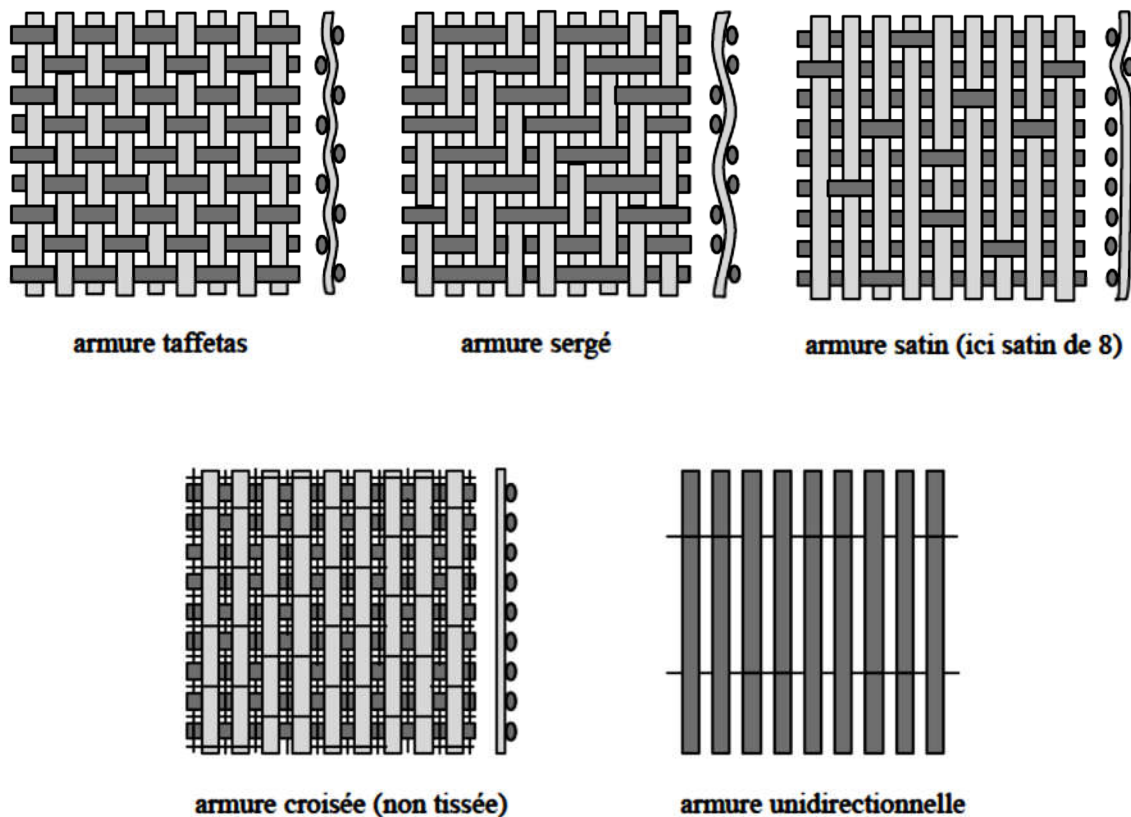 armure taffetas
armure sergé
armure satin (ici satin de 8)
armure croisée (non tissée)
armure unidirectionnelle